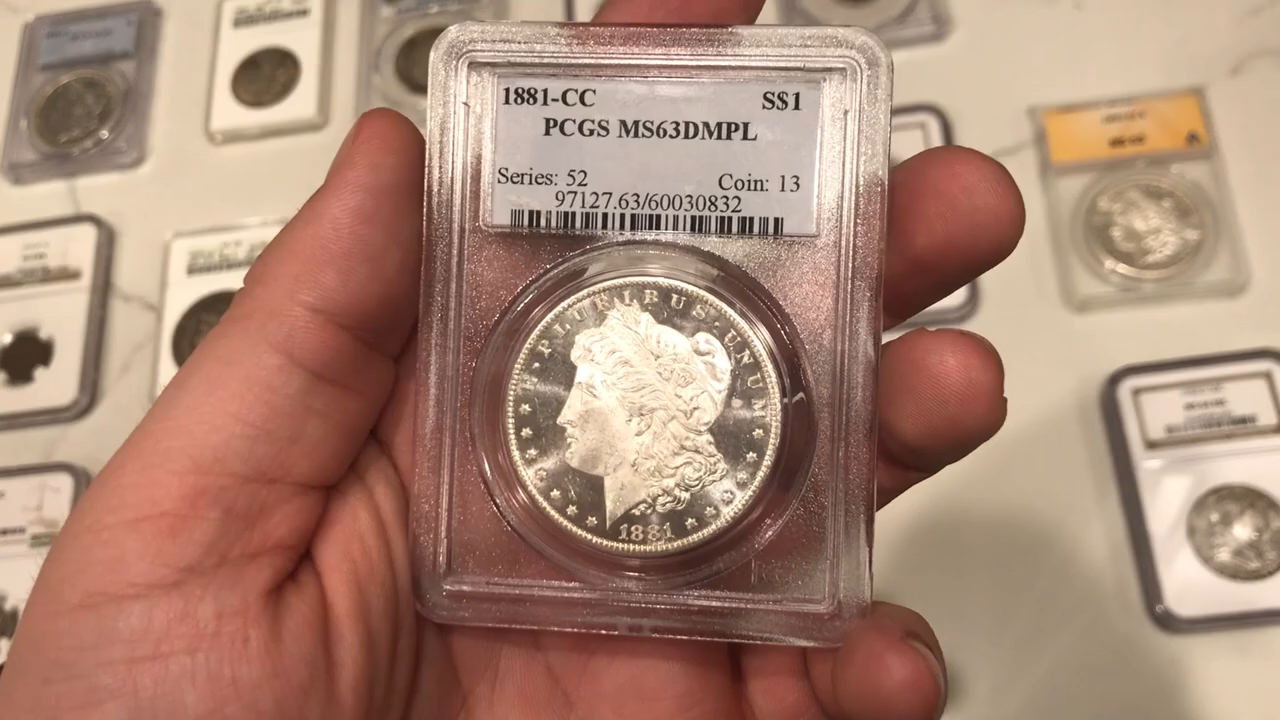 1881-CC S$1
PCGS MS63DMPL
Series: 52 Coin: 13
97127.63/60030832
PLURIBUS·UNUM
1881